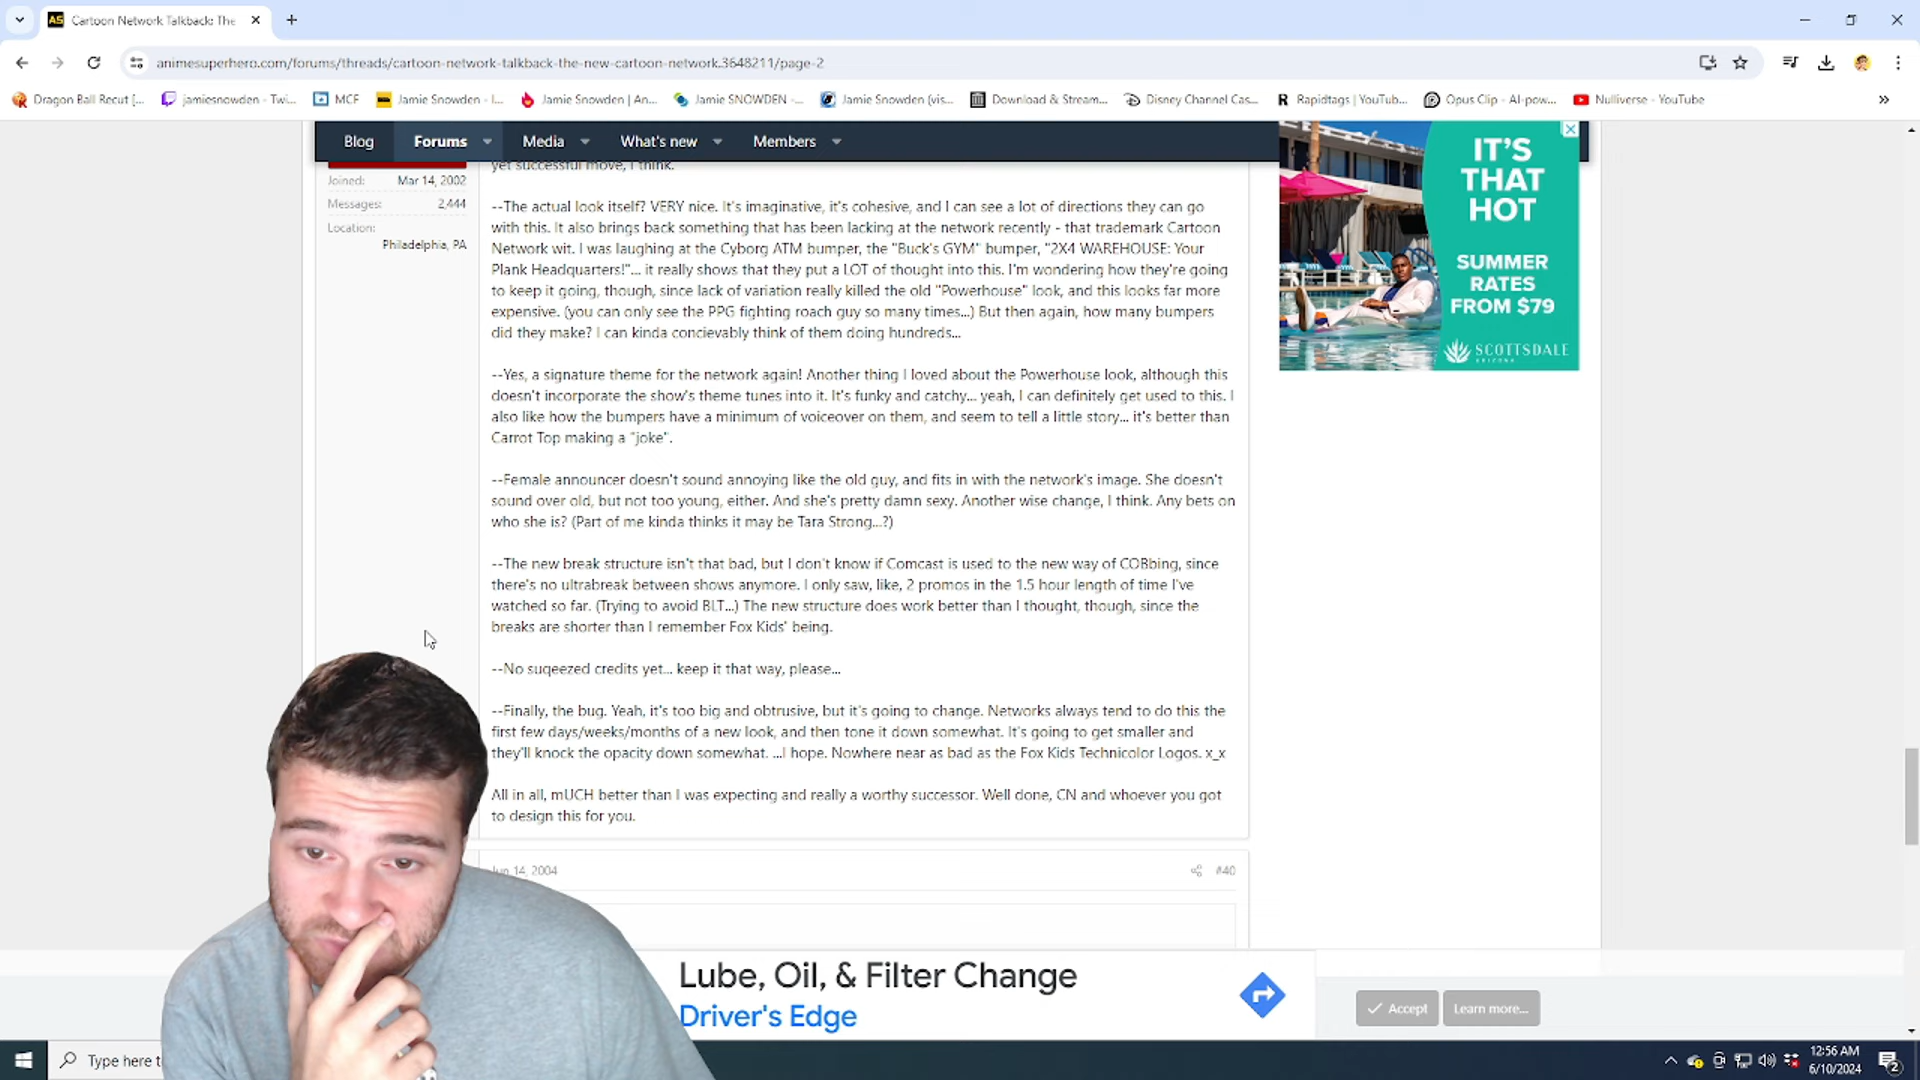 Cartoon Network Talkback: The
animesuperhero.com/forums/threads/cartoon-network-talkback-the-new-cartoon-network.3648211/page-2
Dragon Ball Recut [... jamiesnowden - Twi... MCF Jamie Snowden - I... Jamie Snowden | An... Jamie SNOWDEN -... Jamie Snowden (vis... Download & Stream... Disney Channel Cas... Rapidtags | YouTub... Opus Clip - AI-pow... Nulliverse - YouTube
Blog Forums Media What's new Members
yet successful move, I think.
Joined: Mar 14, 2002
Messages: 2,444
Location:
Philadelphia, PA
--The actual look itself? VERY nice. It's imaginative, it's cohesive, and I can see a lot of directions they can go
with this. It also brings back something that has been lacking at the network recently - that trademark Cartoon
Network wit. I was laughing at the Cyborg ATM bumper, the "Buck's GYM" bumper, "2X4 WAREHOUSE: Your
Plank Headquarters!"... it really shows that they put a LOT of thought into this. I'm wondering how they're going
to keep it going, though, since lack of variation really killed the old "Powerhouse" look, and this looks far more
expensive. (you can only see the PPG fighting roach guy so many times...) But then again, how many bumpers
did they make? I can kinda concievably think of them doing hundreds...
--Yes, a signature theme for the network again! Another thing I loved about the Powerhouse look, although this
doesn't incorporate the show's theme tunes into it. It's funky and catchy... yeah, I can definitely get used to this. I
also like how the bumpers have a minimum of voiceover on them, and seem to tell a little story... it's better than
Carrot Top making a "joke".
--Female announcer doesn't sound annoying like the old guy, and fits in with the network's image. She doesn't
sound over old, but not too young, either. And she's pretty damn sexy. Another wise change, I think. Any bets on
who she is? (Part of me kinda thinks it may be Tara Strong...?)
--The new break structure isn't that bad, but I don't know if Comcast is used to the new way of COBbing, since
there's no ultrabreak between shows anymore. I only saw, like, 2 promos in the 1.5 hour length of time I've
watched so far. (Trying to avoid BLT...) The new structure does work better than I thought, though, since the
breaks are shorter than I remember Fox Kids' being.
--No suqeezed credits yet... keep it that way, please...
--Finally, the bug. Yeah, it's too big and obtrusive, but it's going to change. Networks always tend to do this the
first few days/weeks/months of a new look, and then tone it down somewhat. It's going to get smaller and
they'll knock the opacity down somewhat. ...I hope. Nowhere near as bad as the Fox Kids Technicolor Logos. x_x
All in all, mUCH better than I was expecting and really a worthy successor. Well done, CN and whoever you got
to design this for you.
Jun 14, 2004 #40
IT'S
THAT
HOT
SUMMER
RATES
FROM $79
SCOTTSDALE
ARIZONA
Lube, Oil, & Filter Change
Driver's Edge
Accept Learn more...
Type here t
12:56 AM
6/10/2024
2